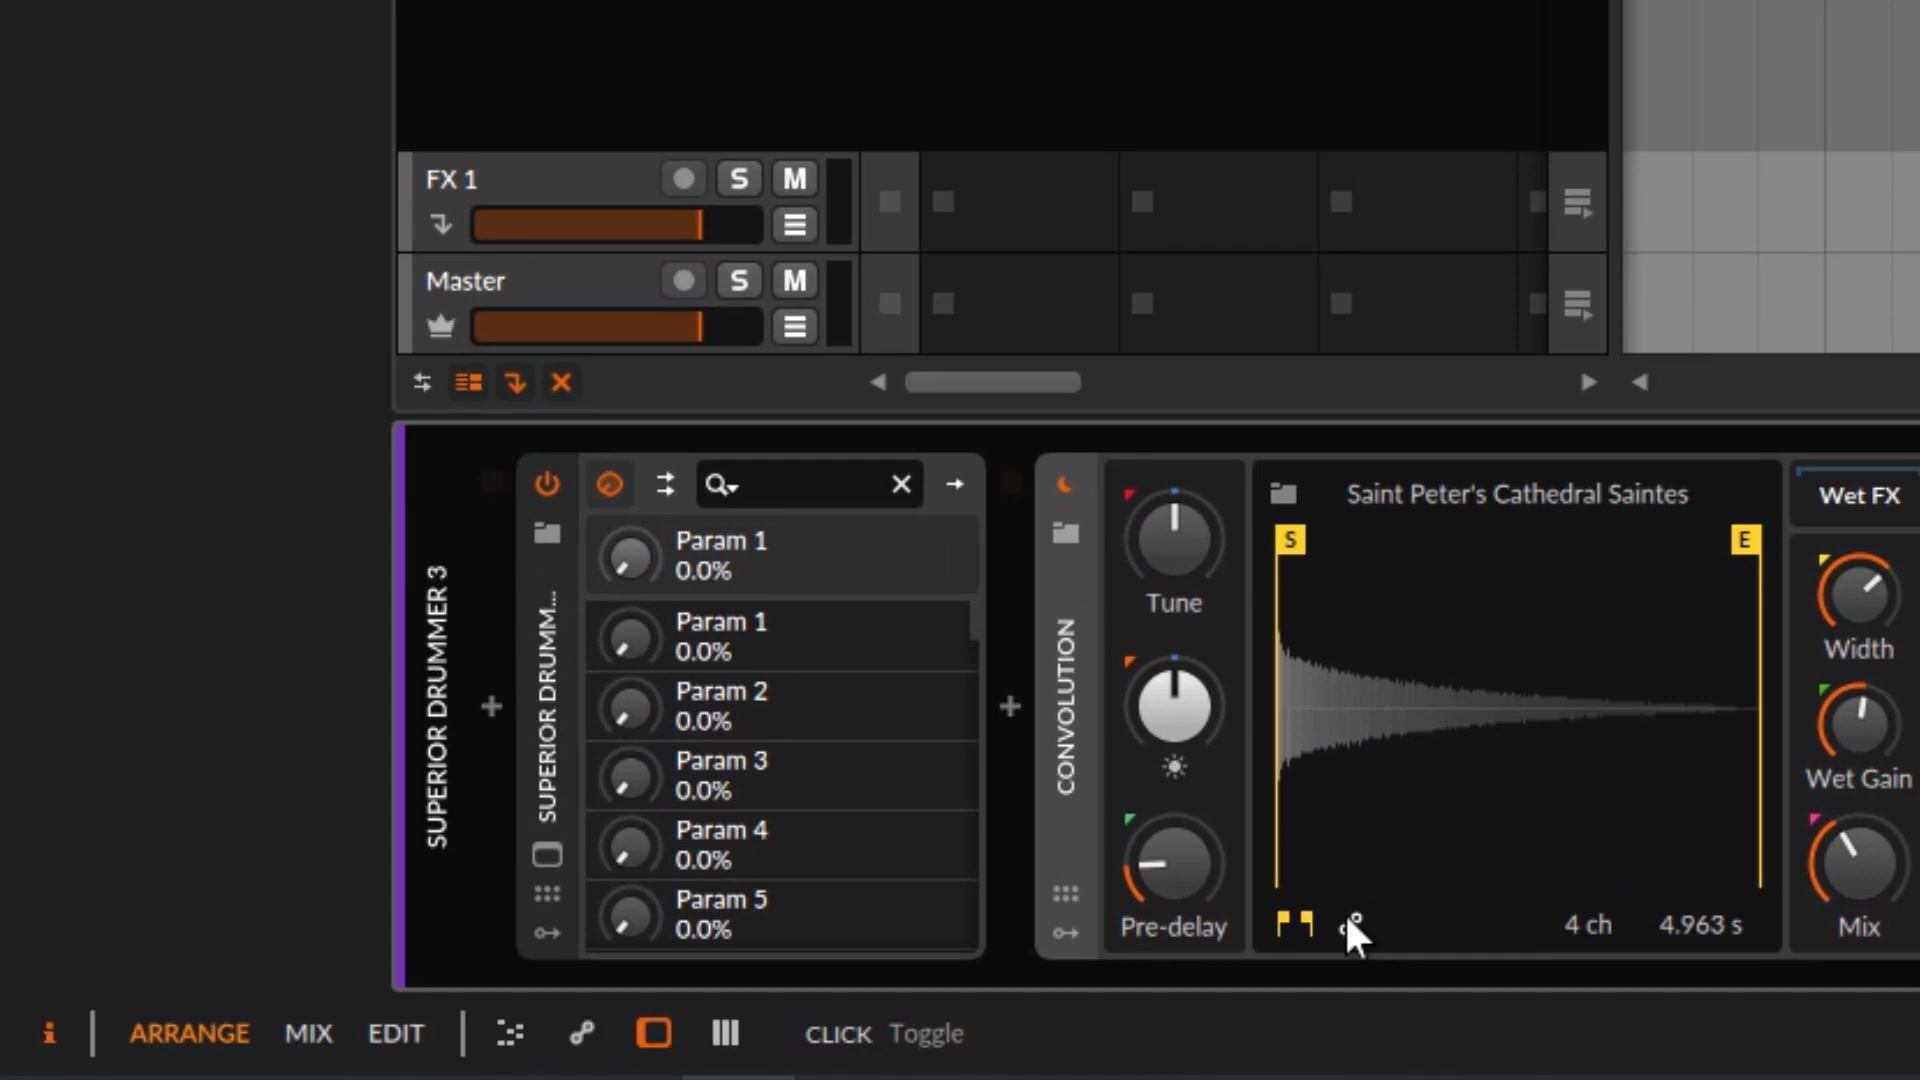 FX 1
S
M
Master
S
M
SUPERIOR DRUMMER 3
SUPERIOR DRUMM...
Param 1
0.0%
Param 1
0.0%
Param 2
0.0%
Param 3
0.0%
Param 4
0.0%
Param 5
0.0%
CONVOLUTION
Tune
Pre-delay
Saint Peter's Cathedral Saintes
S
E
4 ch
4.963 s
Wet FX
Width
Wet Gain
Mix
i
ARRANGE
MIX
EDIT
CLICK Toggle